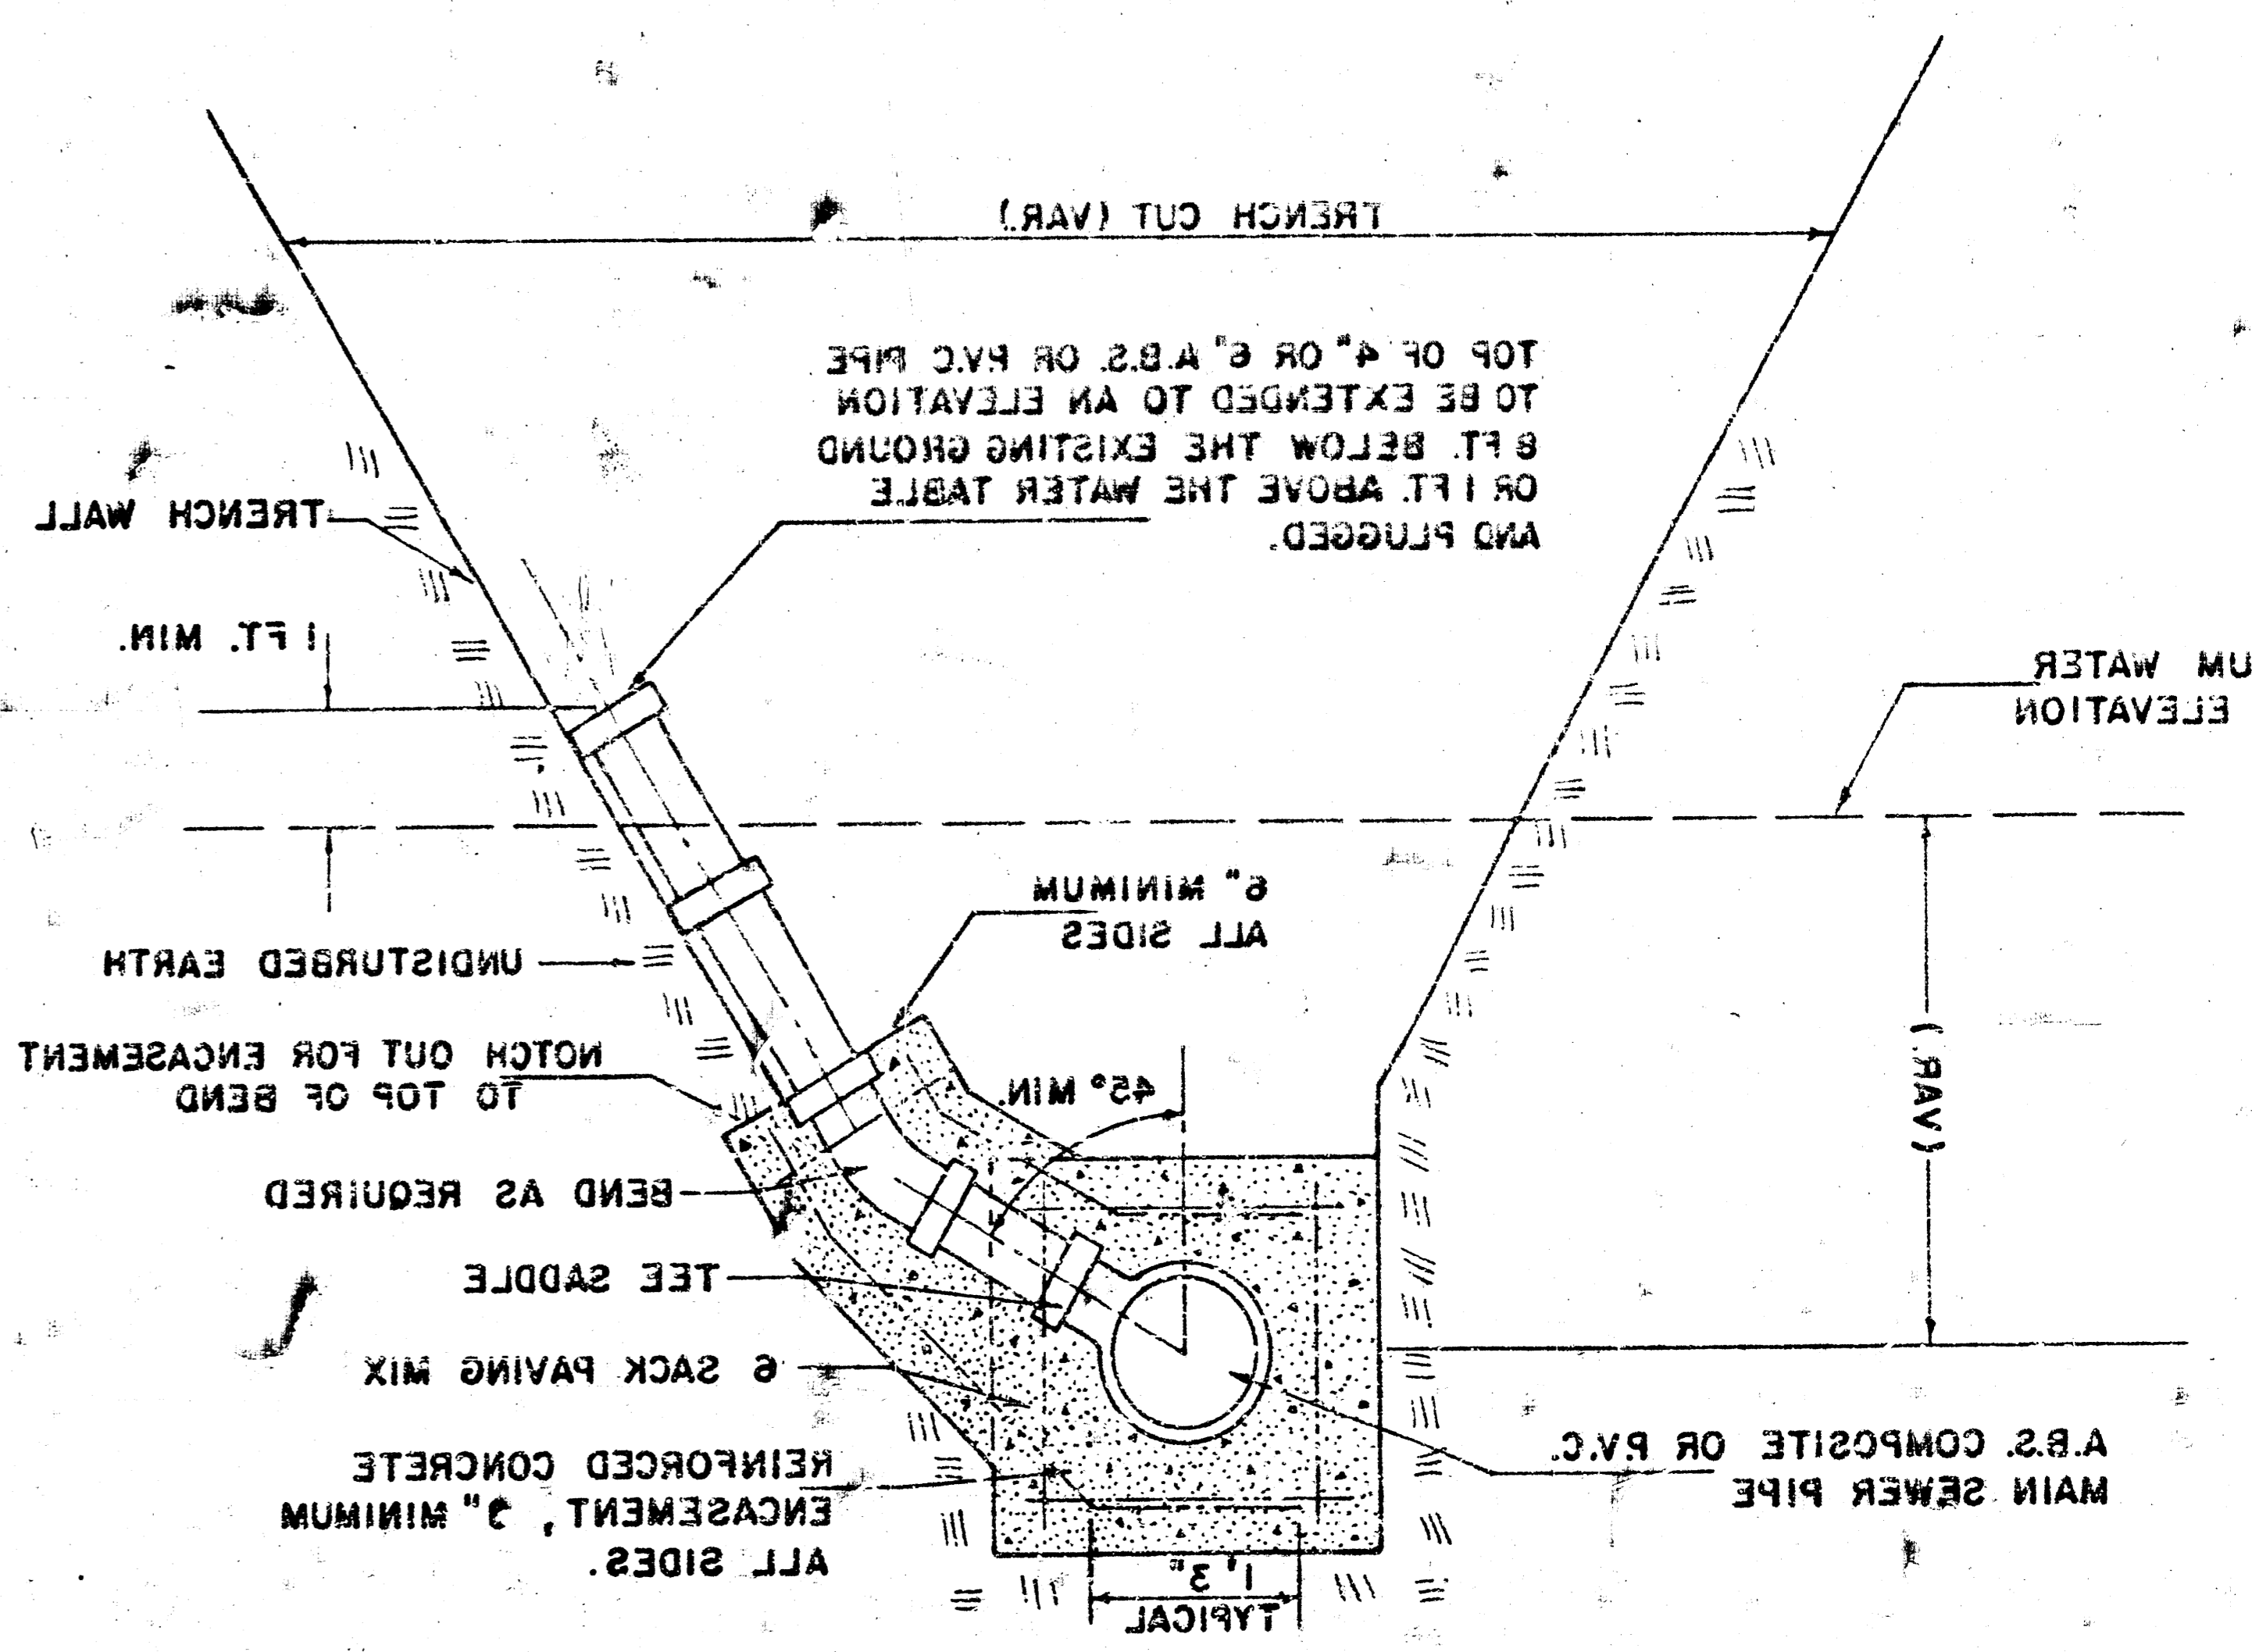 TRENCH CUT (VAR.)
TOP OF 4" OR 6" A.B.S. OR P.V.C. PIPE
TO BE EXTENDED TO AN ELEVATION
8 FT. BELOW THE EXISTING GROUND
OR 1 FT. ABOVE THE WATER TABLE
AND PLUGGED.
TRENCH WALL
1 FT. MIN.
UM WATER
ELEVATION
6" MINIMUM
ALL SIDES
UNDISTURBED EARTH
NOTCH OUT FOR ENCASEMENT
TO TOP OF BEND
45° MIN.
(VAR.)
BEND AS REQUIRED
TEE SADDLE
6 SACK PAVING MIX
REINFORCED CONCRETE
ENCASEMENT, " MINIMUM
ALL SIDES.
A.B.S. COMPOSITE OR P.V.C.
MAIN SEWER PIPE
1' 3"
TYPICAL